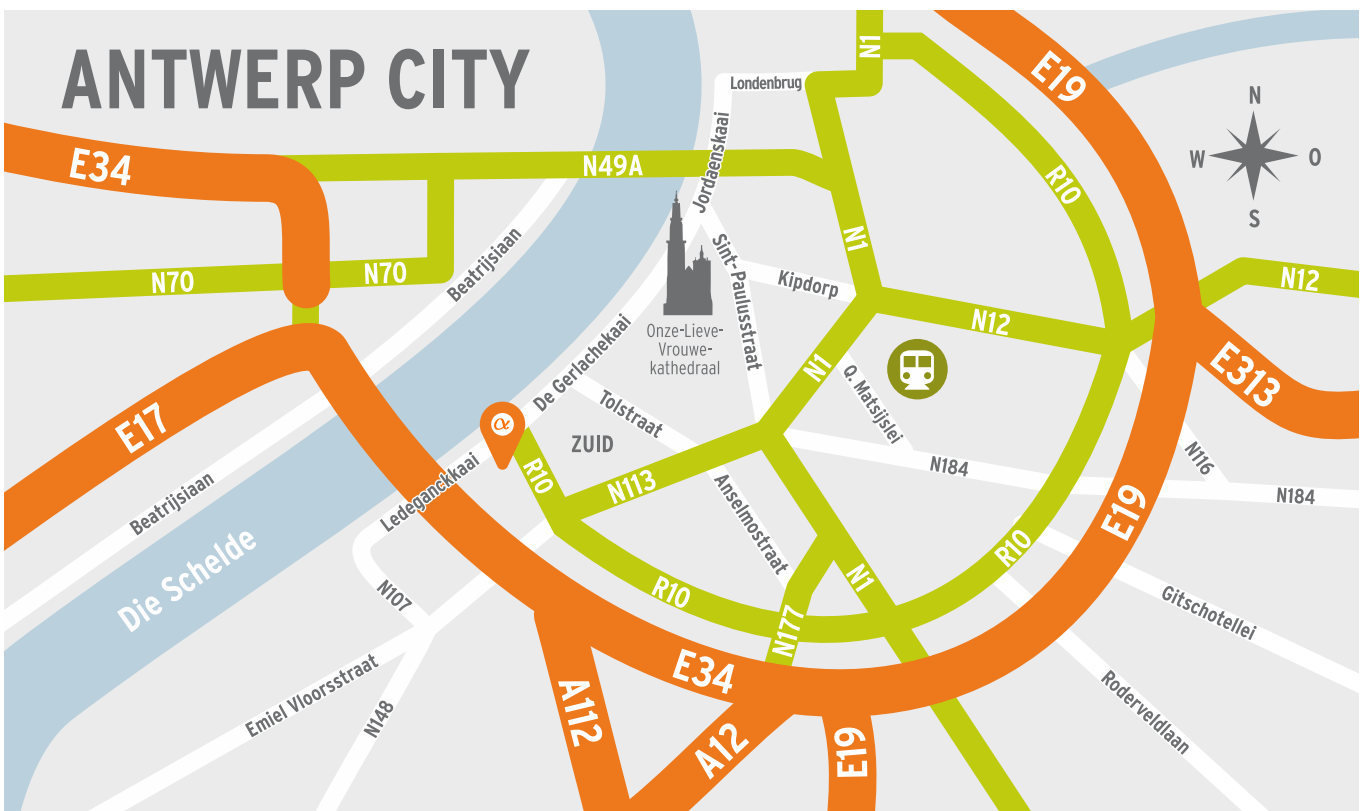 ANTWERP CITY
N1
E19
Londenbrug
N
W
O
S
E34
N49A
Jordaenskaai
R10
N70
N70
Beatrijsiaan
Sint-Paulusstraat
N1
Kipdorp
N12
N12
Onze-Lieve-
Vrouwe-
kathedraal
De Gerlachekaai
N1
Q. Matsijslei
E313
E17
α
Tolstraat
ZUID
R10
N113
N184
N116
N184
Beatrijsiaan
Ledeganckkaai
Anselmostraat
E19
Die Schelde
R10
N107
R10
N1
N177
Gitschotellei
E34
Emiel Vloorsstraat
N148
A112
A12
E19
Roderveldlaan